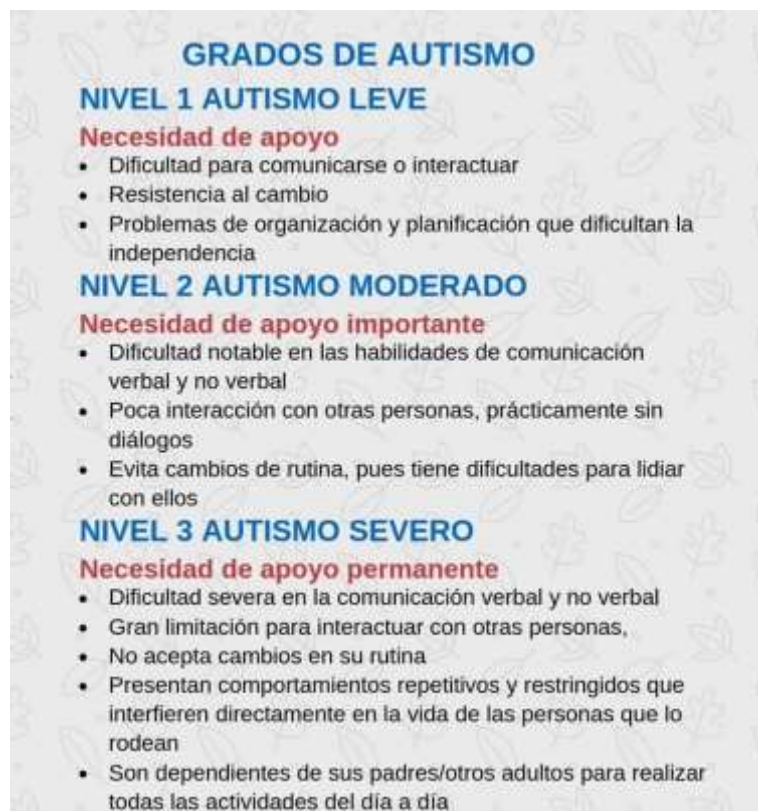 GRADOS DE AUTISMO
NIVEL 1 AUTISMO LEVE
Necesidad de apoyo
• Dificultad para comunicarse o interactuar
• Resistencia al cambio
• Problemas de organización y planificación que dificultan la
independencia
NIVEL 2 AUTISMO MODERADO
Necesidad de apoyo importante
• Dificultad notable en las habilidades de comunicación
verbal y no verbal
• Poca interacción con otras personas, prácticamente sin
diálogos
• Evita cambios de rutina, pues tiene dificultades para lidiar
con ellos
NIVEL 3 AUTISMO SEVERO
Necesidad de apoyo permanente
• Dificultad severa en la comunicación verbal y no verbal
• Gran limitación para interactuar con otras personas,
• No acepta cambios en su rutina
• Presentan comportamientos repetitivos y restringidos que
interfieren directamente en la vida de las personas que lo
rodean
• Son dependientes de sus padres/otros adultos para realizar
todas las actividades del día a día